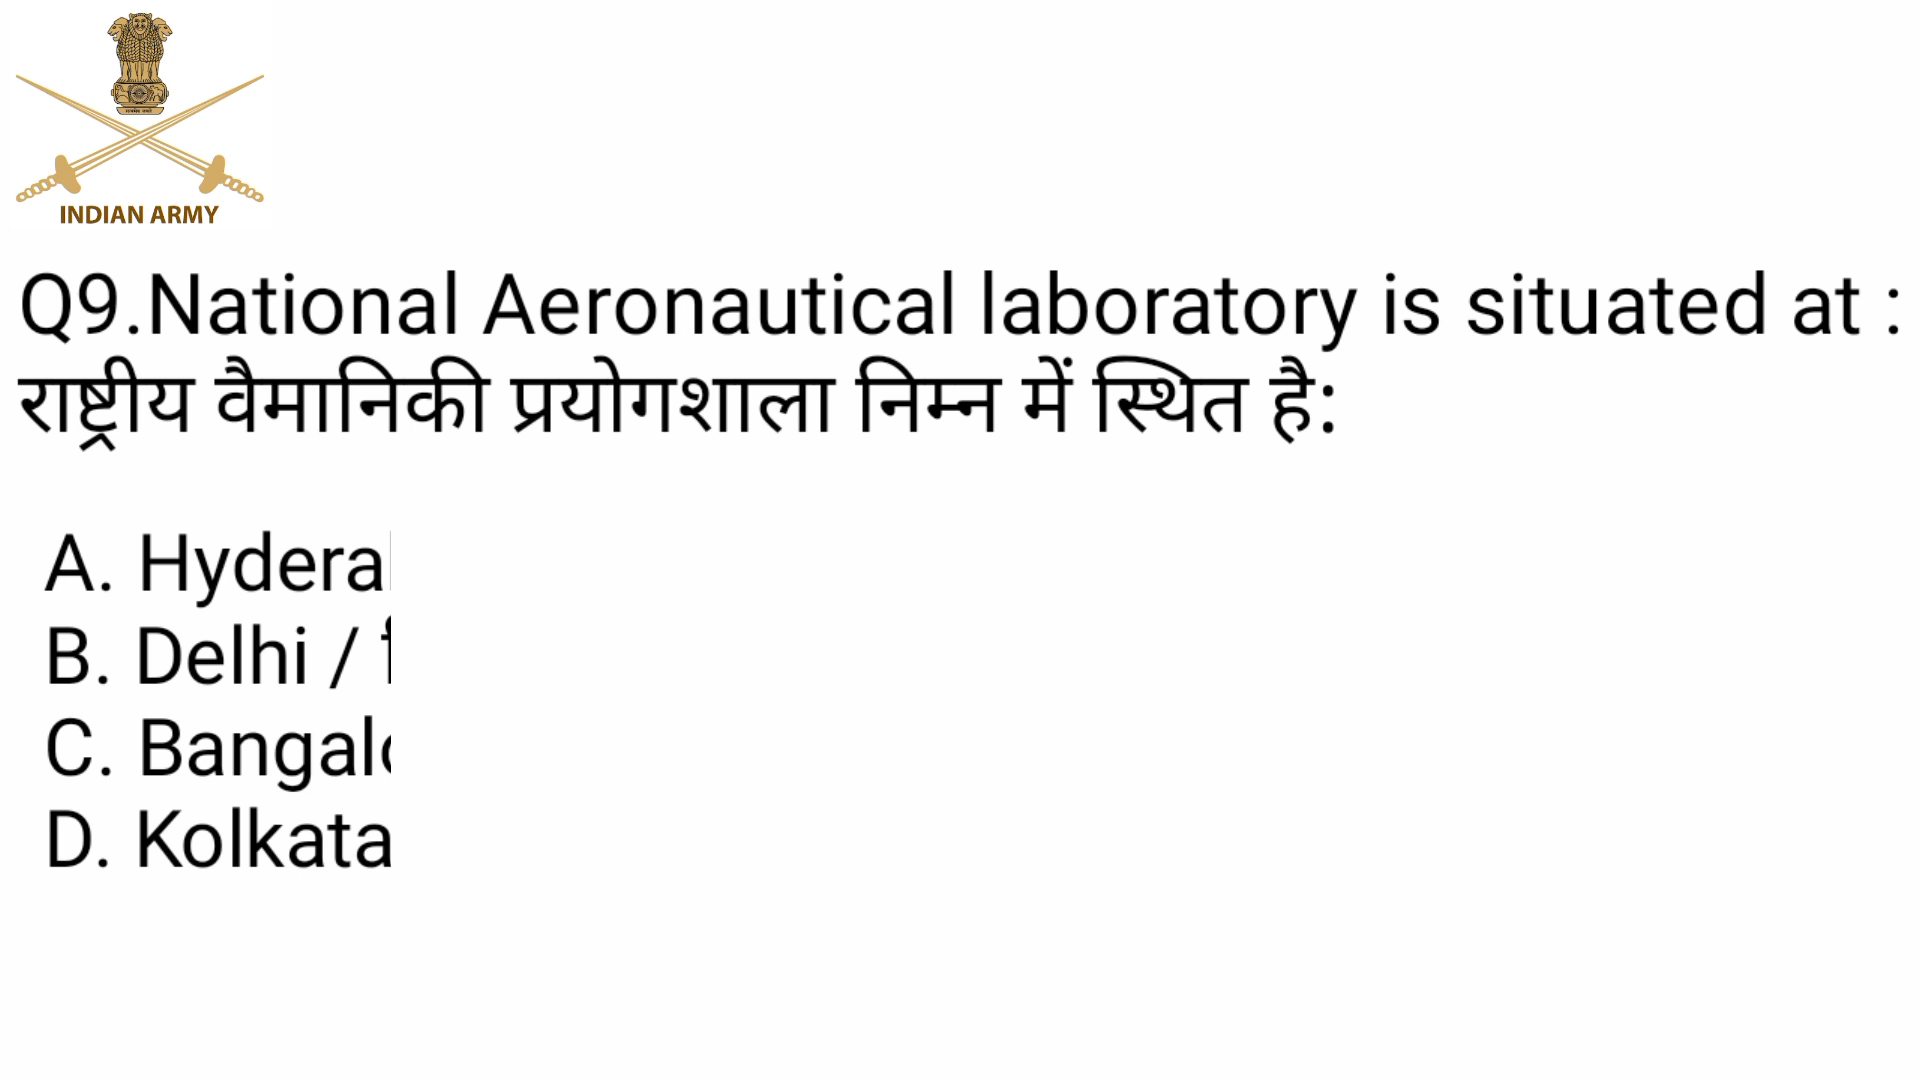 INDIAN ARMY
Q9.National Aeronautical laboratory is situated at :
राष्ट्रीय वैमानिकी प्रयोगशाला निम्न में स्थित है:
A. Hydera
B. Delhi /
C. Bangal
D. Kolkata